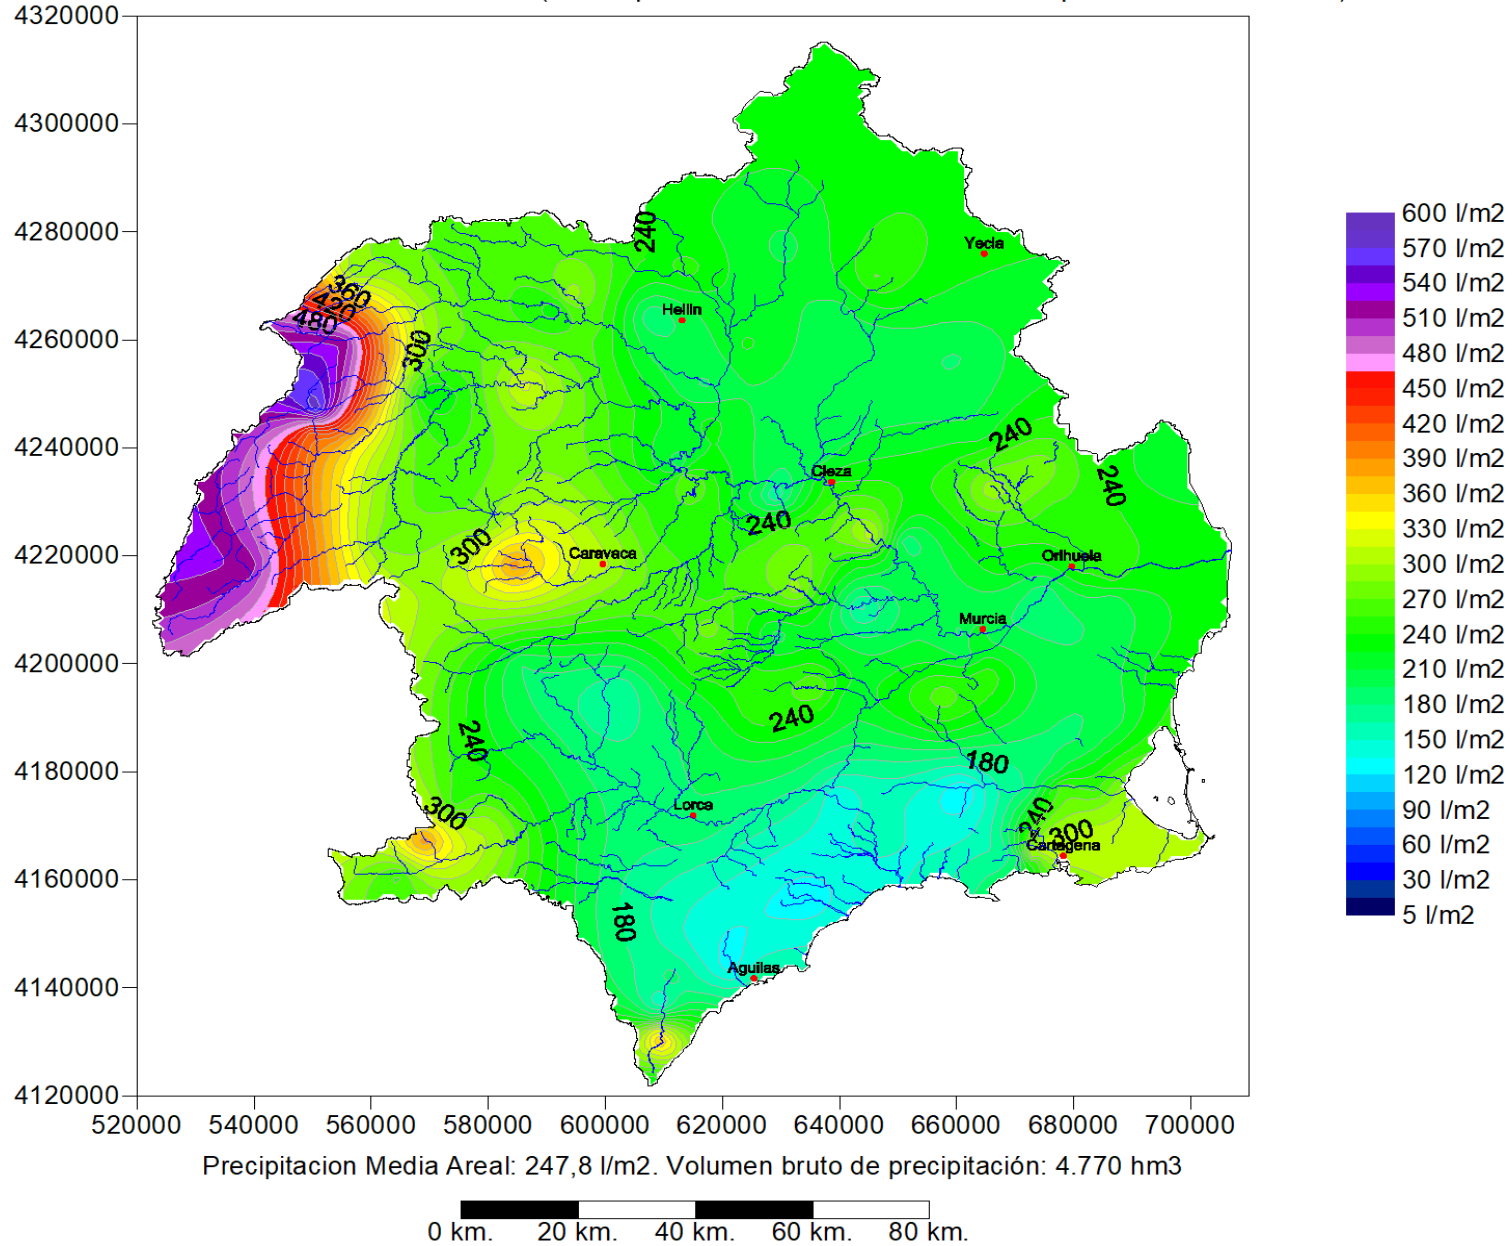 4320000
4300000
4280000
4260000
4240000
4220000
4200000
4180000
4160000
4140000
4120000
520000 540000 560000 580000 600000 620000 640000 660000 680000 700000
240
Yecla
360
420
480
Hellin
300
240
Cieza
240
240
300
Caravaca
Orihuela
Murcia
240
240
180
300
Lorca
240
300
Cartagena
180
Aguilas
600 l/m2
570 l/m2
540 l/m2
510 l/m2
480 l/m2
450 l/m2
420 l/m2
390 l/m2
360 l/m2
330 l/m2
300 l/m2
270 l/m2
240 l/m2
210 l/m2
180 l/m2
150 l/m2
120 l/m2
90 l/m2
60 l/m2
30 l/m2
5 l/m2
Precipitacion Media Areal: 247,8 l/m2. Volumen bruto de precipitación: 4.770 hm3
0 km. 20 km. 40 km. 60 km. 80 km.